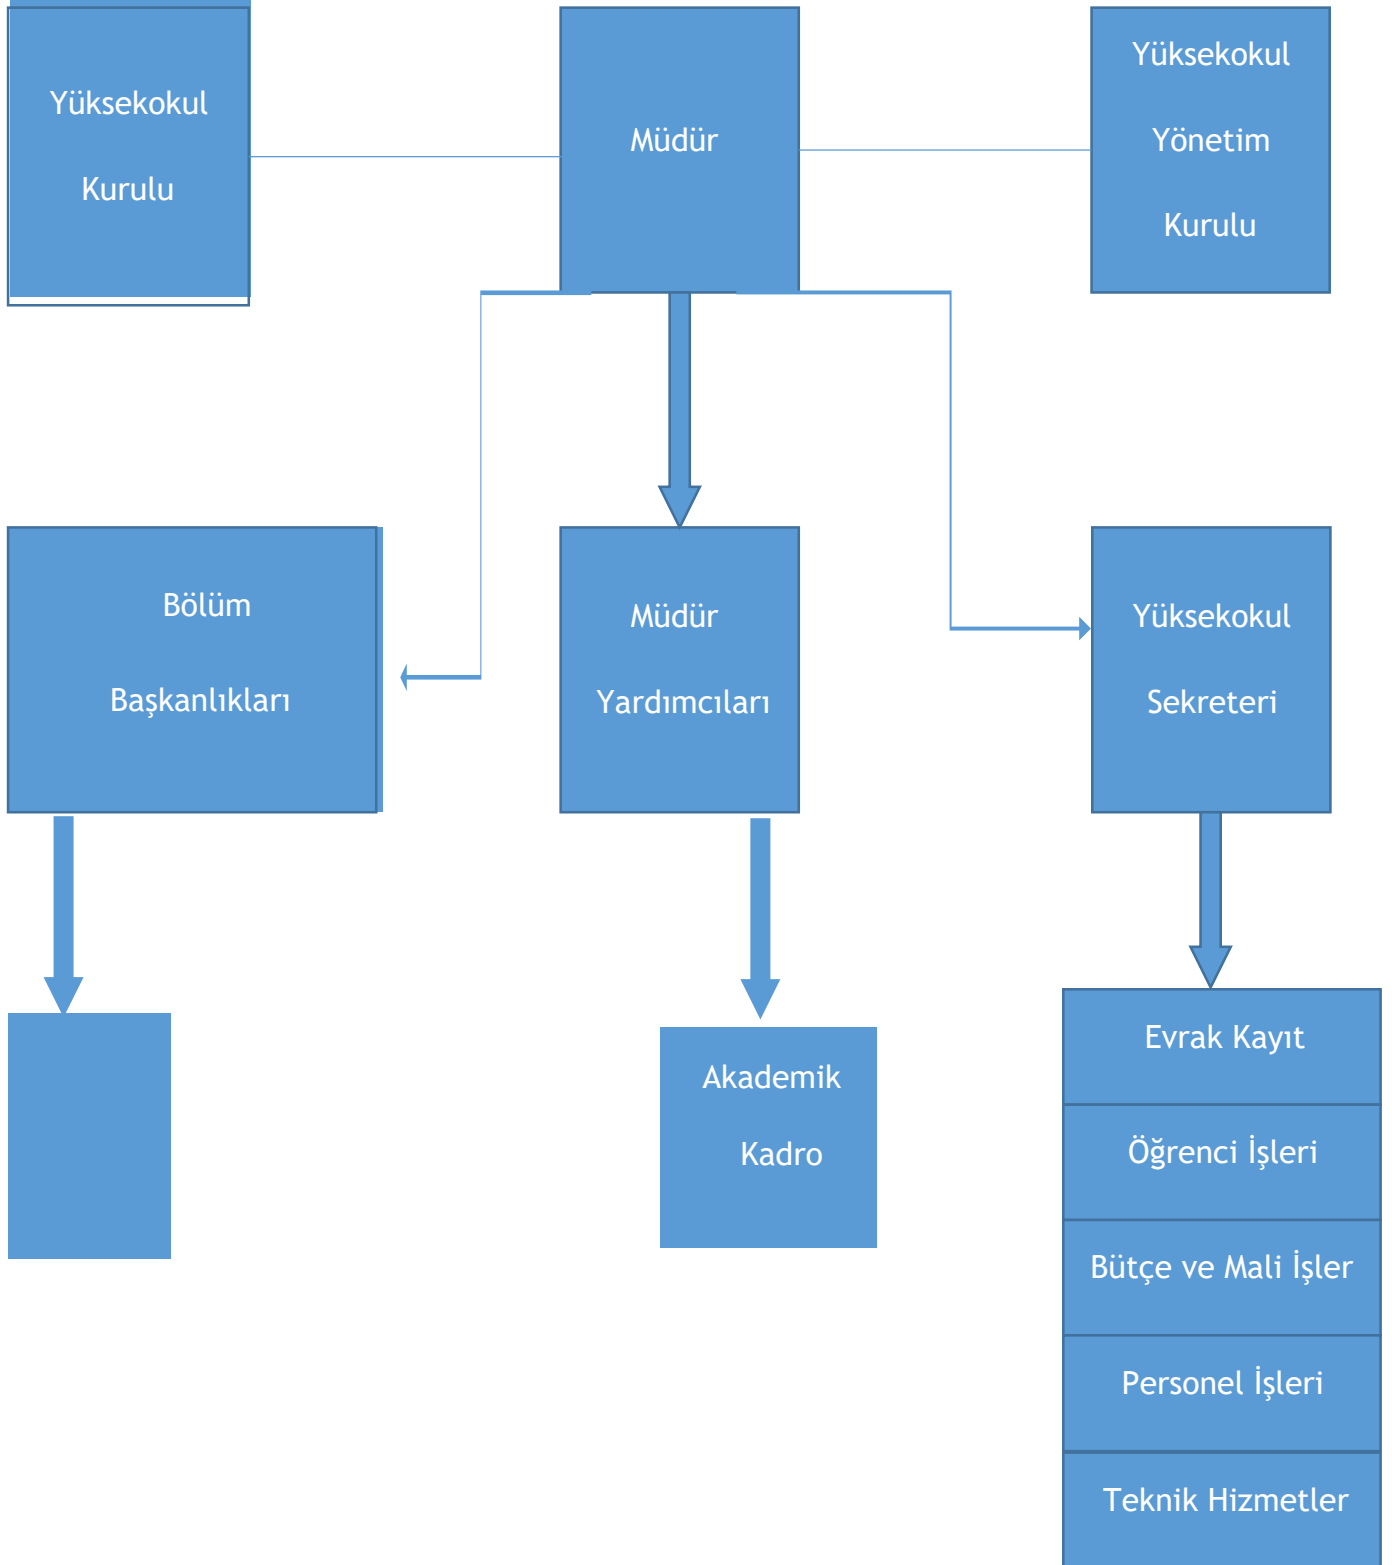 Yüksekokul
Kurulu
Müdür
Yüksekokul
Yönetim
Kurulu
Bölüm
Başkanlıkları
Müdür
Yardımcıları
Yüksekokul
Sekreteri
Akademik
Kadro
Evrak Kayıt
Öğrenci İşleri
Bütçe ve Mali İşler
Personel İşleri
Teknik Hizmetler